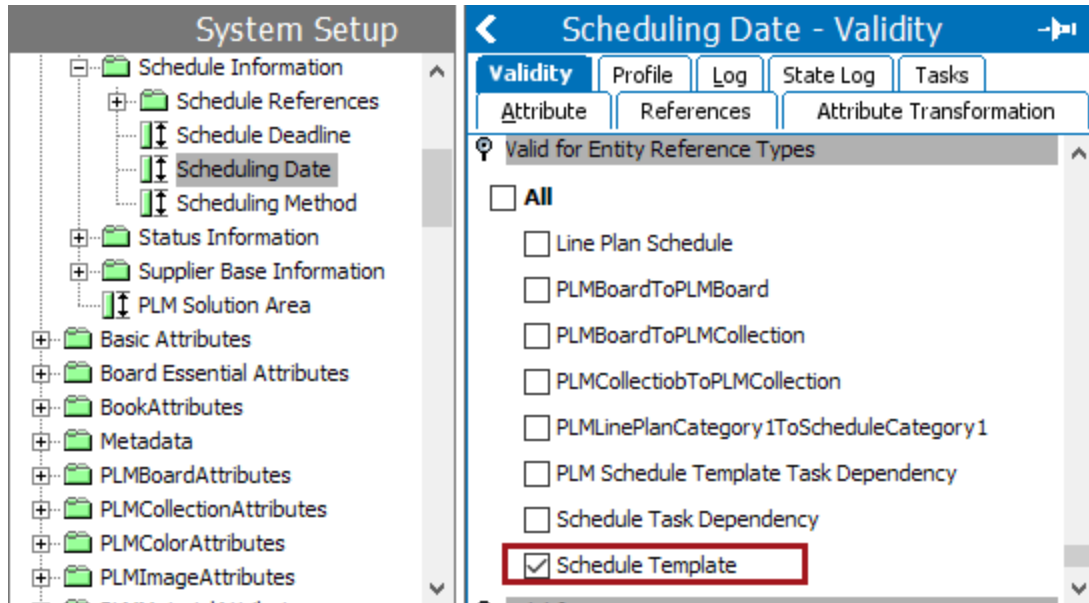 System Setup
Schedule Information
Schedule References
Schedule Deadline
Scheduling Date
Scheduling Method
Status Information
Supplier Base Information
PLM Solution Area
Basic Attributes
Board Essential Attributes
BookAttributes
Metadata
PLMBoardAttributes
PLMCollectionAttributes
PLMColorAttributes
PLMImageAttributes
Scheduling Date - Validity
Validity Profile Log State Log Tasks
Attribute References Attribute Transformation
Valid for Entity Reference Types
All
Line Plan Schedule
PLMBoardToPLMBoard
PLMBoardToPLMCollection
PLMCollectiobToPLMCollection
PLMLinePlanCategory1ToScheduleCategory1
PLM Schedule Template Task Dependency
Schedule Task Dependency
Schedule Template